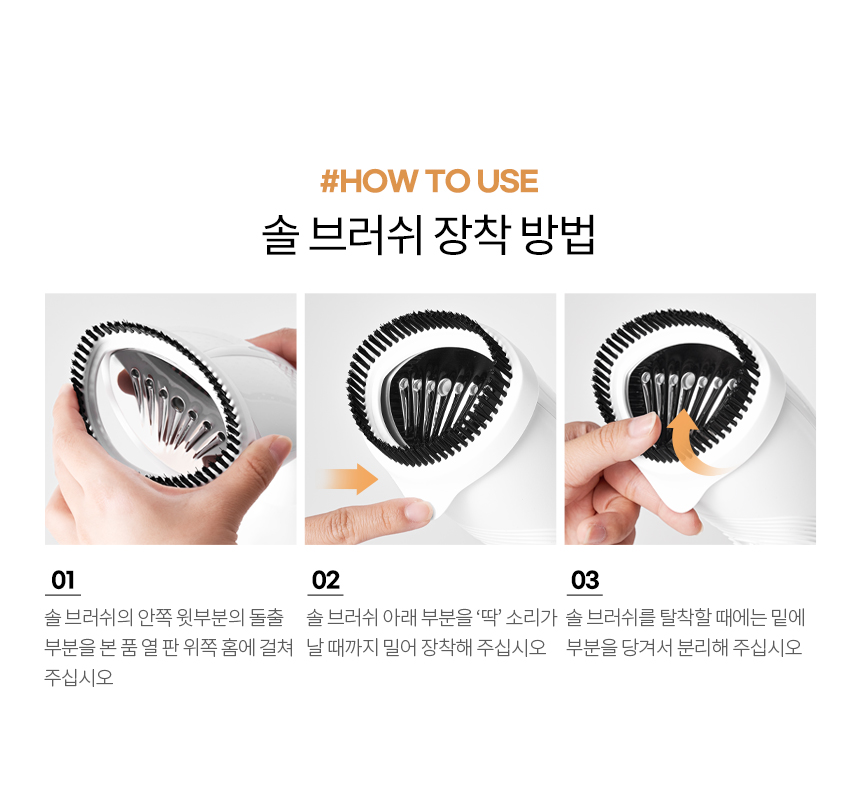 #HOW TO USE
솔 브러쉬 장착 방법
01
솔 브러쉬의 안쪽 윗부분의 돌출
부분을 본 품 열 판 위쪽 홈에 걸쳐
주십시오
02
솔 브러쉬 아래 부분을 ‘딱’ 소리가
날 때까지 밀어 장착해 주십시오
03
솔 브러쉬를 탈착할 때에는 밑에
부분을 당겨서 분리해 주십시오